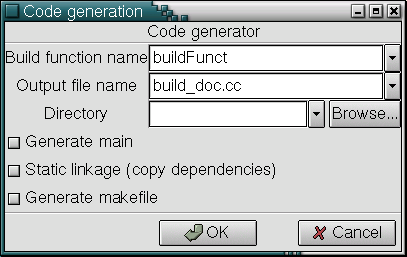 Code generation
Code generator
Build function name buildFunct
Output file name build_doc.cc
Directory Browse...
Generate main
Static linkage (copy dependencies)
Generate makefile
OK Cancel